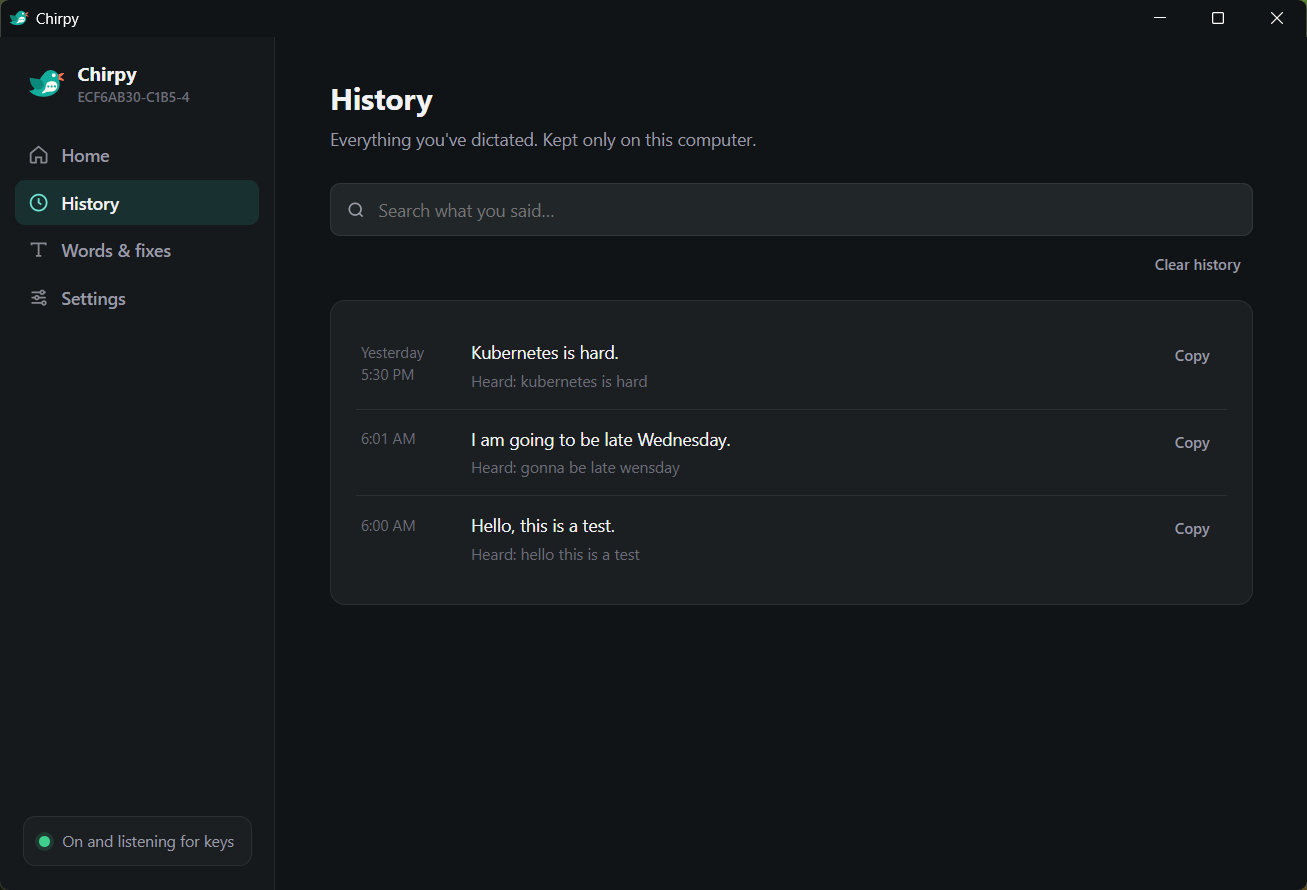 Chirpy
Chirpy
ECF6AB30-C1B5-4
Home
History
Words & fixes
Settings
On and listening for keys
History
Everything you've dictated. Kept only on this computer.
Search what you said...
Clear history
Yesterday
5:30 PM
Kubernetes is hard.
Heard: kubernetes is hard
Copy
6:01 AM
I am going to be late Wednesday.
Heard: gonna be late wensday
Copy
6:00 AM
Hello, this is a test.
Heard: hello this is a test
Copy